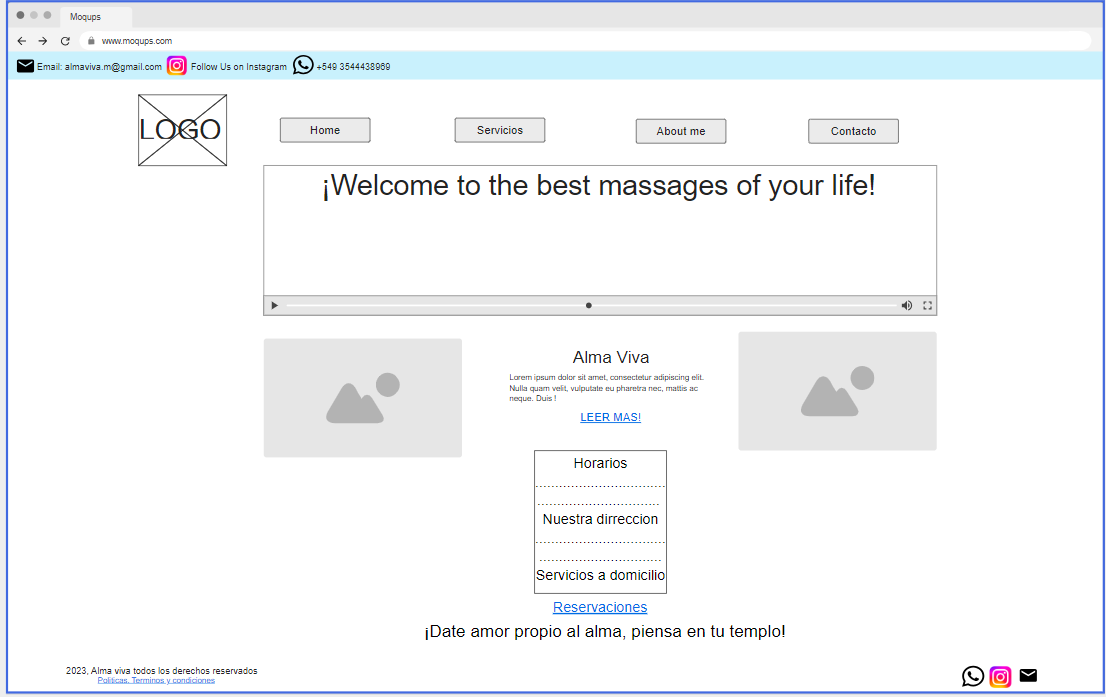 Moqups
www.moqups.com
Email: almaviva.m@gmail.com Follow Us on Instagram +549 3544438969
LOGO
Home Servicios About me Contacto
¡Welcome to the best massages of your life!
Alma Viva
Lorem ipsum dolor sit amet, consectetur adipiscing elit.
Nulla quam velit, vulputate eu pharetra nec, mattis ac
neque. Duis !
LEER MAS!
Horarios
Nuestra dirreccion
Servicios a domicilio
Reservaciones
¡Date amor propio al alma, piensa en tu templo!
2023, Alma viva todos los derechos reservados
Politicas, Terminos y condiciones